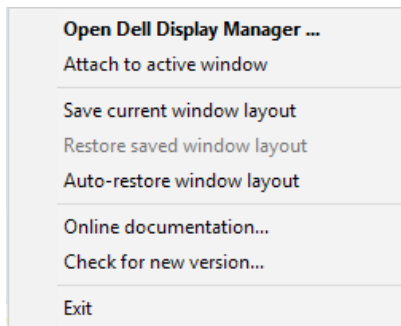 Open Dell Display Manager ...
Attach to active window
Save current window layout
Restore saved window layout
Auto-restore window layout
Online documentation...
Check for new version...
Exit